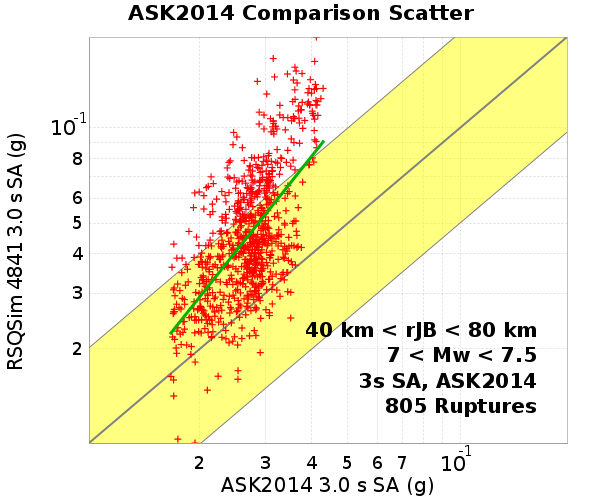 ASK2014 Comparison Scatter
RSQSim 4841 3.0 s SA (g)
10-1
8
6
5
4
3
2
40 km < rJB < 80 km
7 < Mw < 7.5
3s SA, ASK2014
805 Ruptures
2 3 4 5 6 7 10-1
ASK2014 3.0 s SA (g)